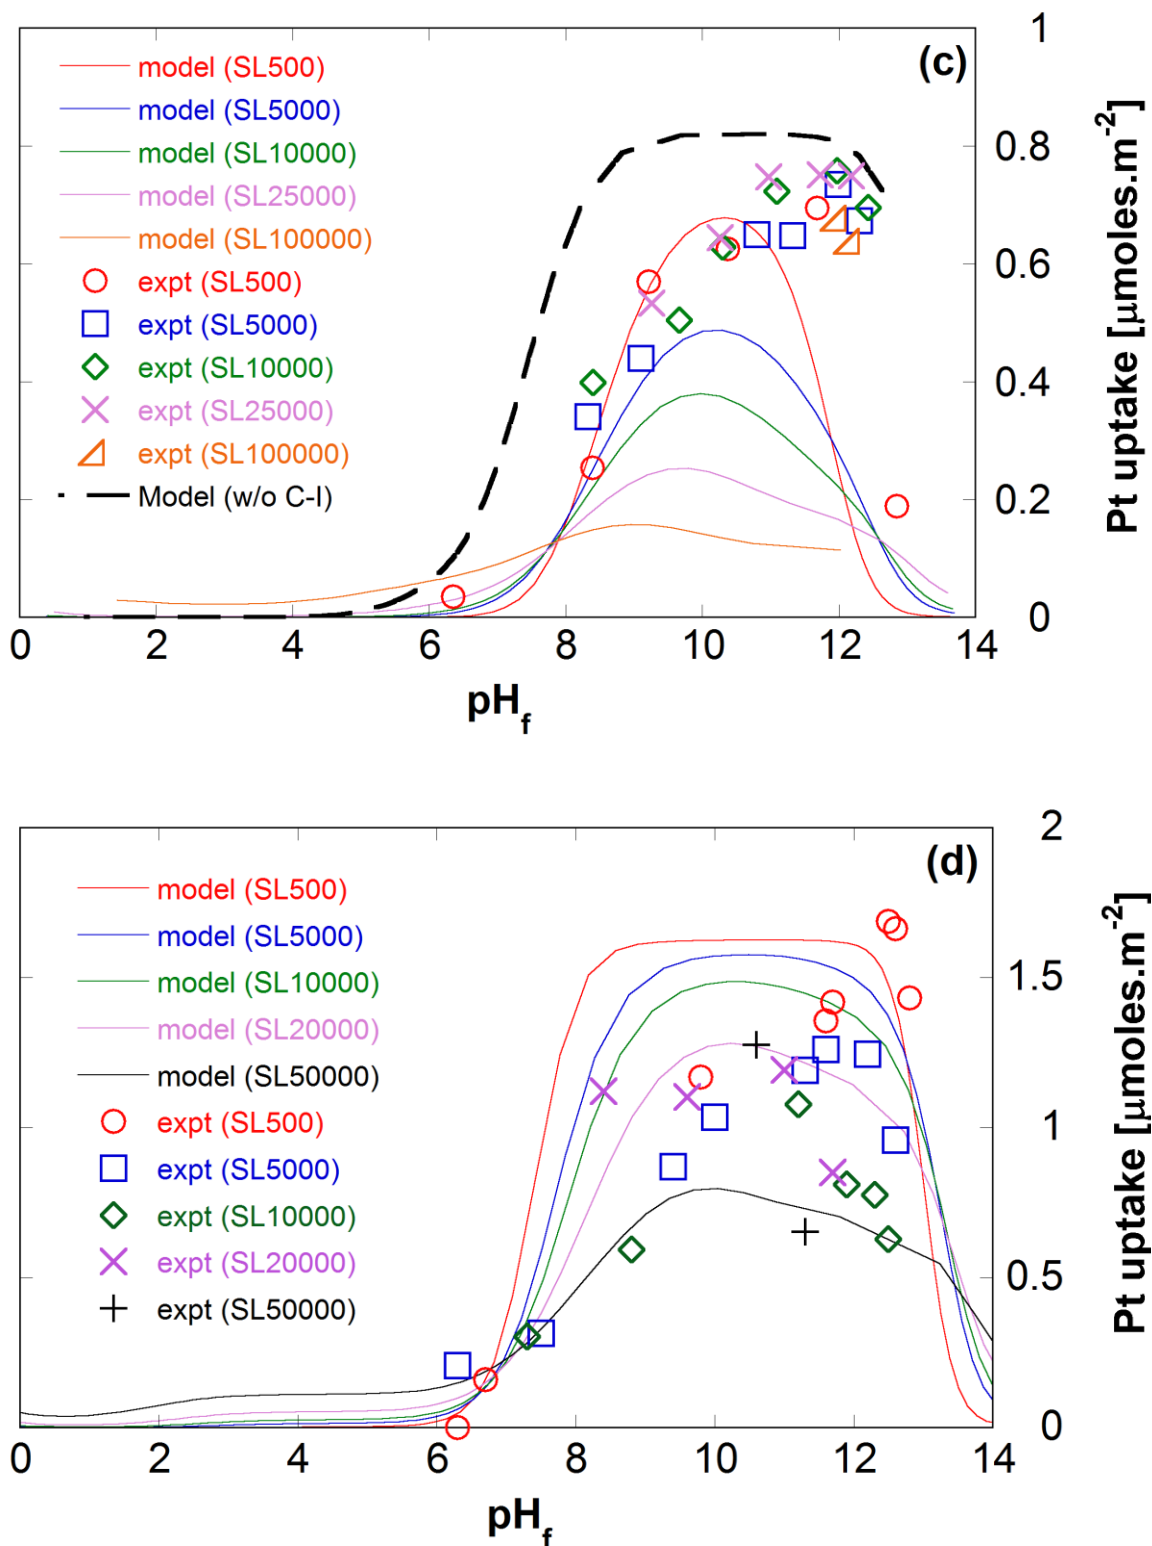 (c)
model (SL500)
model (SL5000)
model (SL10000)
model (SL25000)
model (SL100000)
expt (SL500)
expt (SL5000)
expt (SL10000)
expt (SL25000)
expt (SL100000)
Model (w/o C-I)
1
0.8
0.6
0.4
0.2
0
Pt uptake [μmoles.m⁻²]
0 2 4 6 8 10 12 14
pH_f
(d)
model (SL500)
model (SL5000)
model (SL10000)
model (SL20000)
model (SL50000)
expt (SL500)
expt (SL5000)
expt (SL10000)
expt (SL20000)
expt (SL50000)
2
1.5
1
0.5
0
Pt uptake [μmoles.m⁻²]
0 2 4 6 8 10 12 14
pH_f